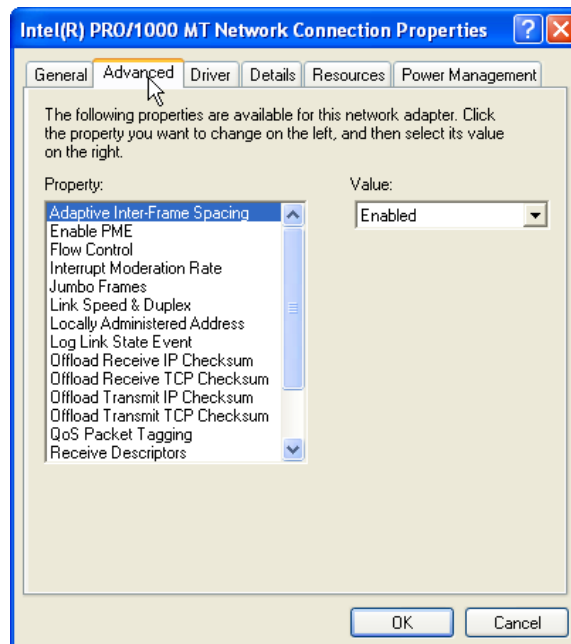 Intel(R) PRO/1000 MT Network Connection Properties
General Advanced Driver Details Resources Power Management
The following properties are available for this network adapter. Click
the property you want to change on the left, and then select its value
on the right.
Property:
Value:
Adaptive Inter-Frame Spacing
Enabled
Enable PME
Flow Control
Interrupt Moderation Rate
Jumbo Frames
Link Speed & Duplex
Locally Administered Address
Log Link State Event
Offload Receive IP Checksum
Offload Receive TCP Checksum
Offload Transmit IP Checksum
Offload Transmit TCP Checksum
QoS Packet Tagging
Receive Descriptors
OK Cancel